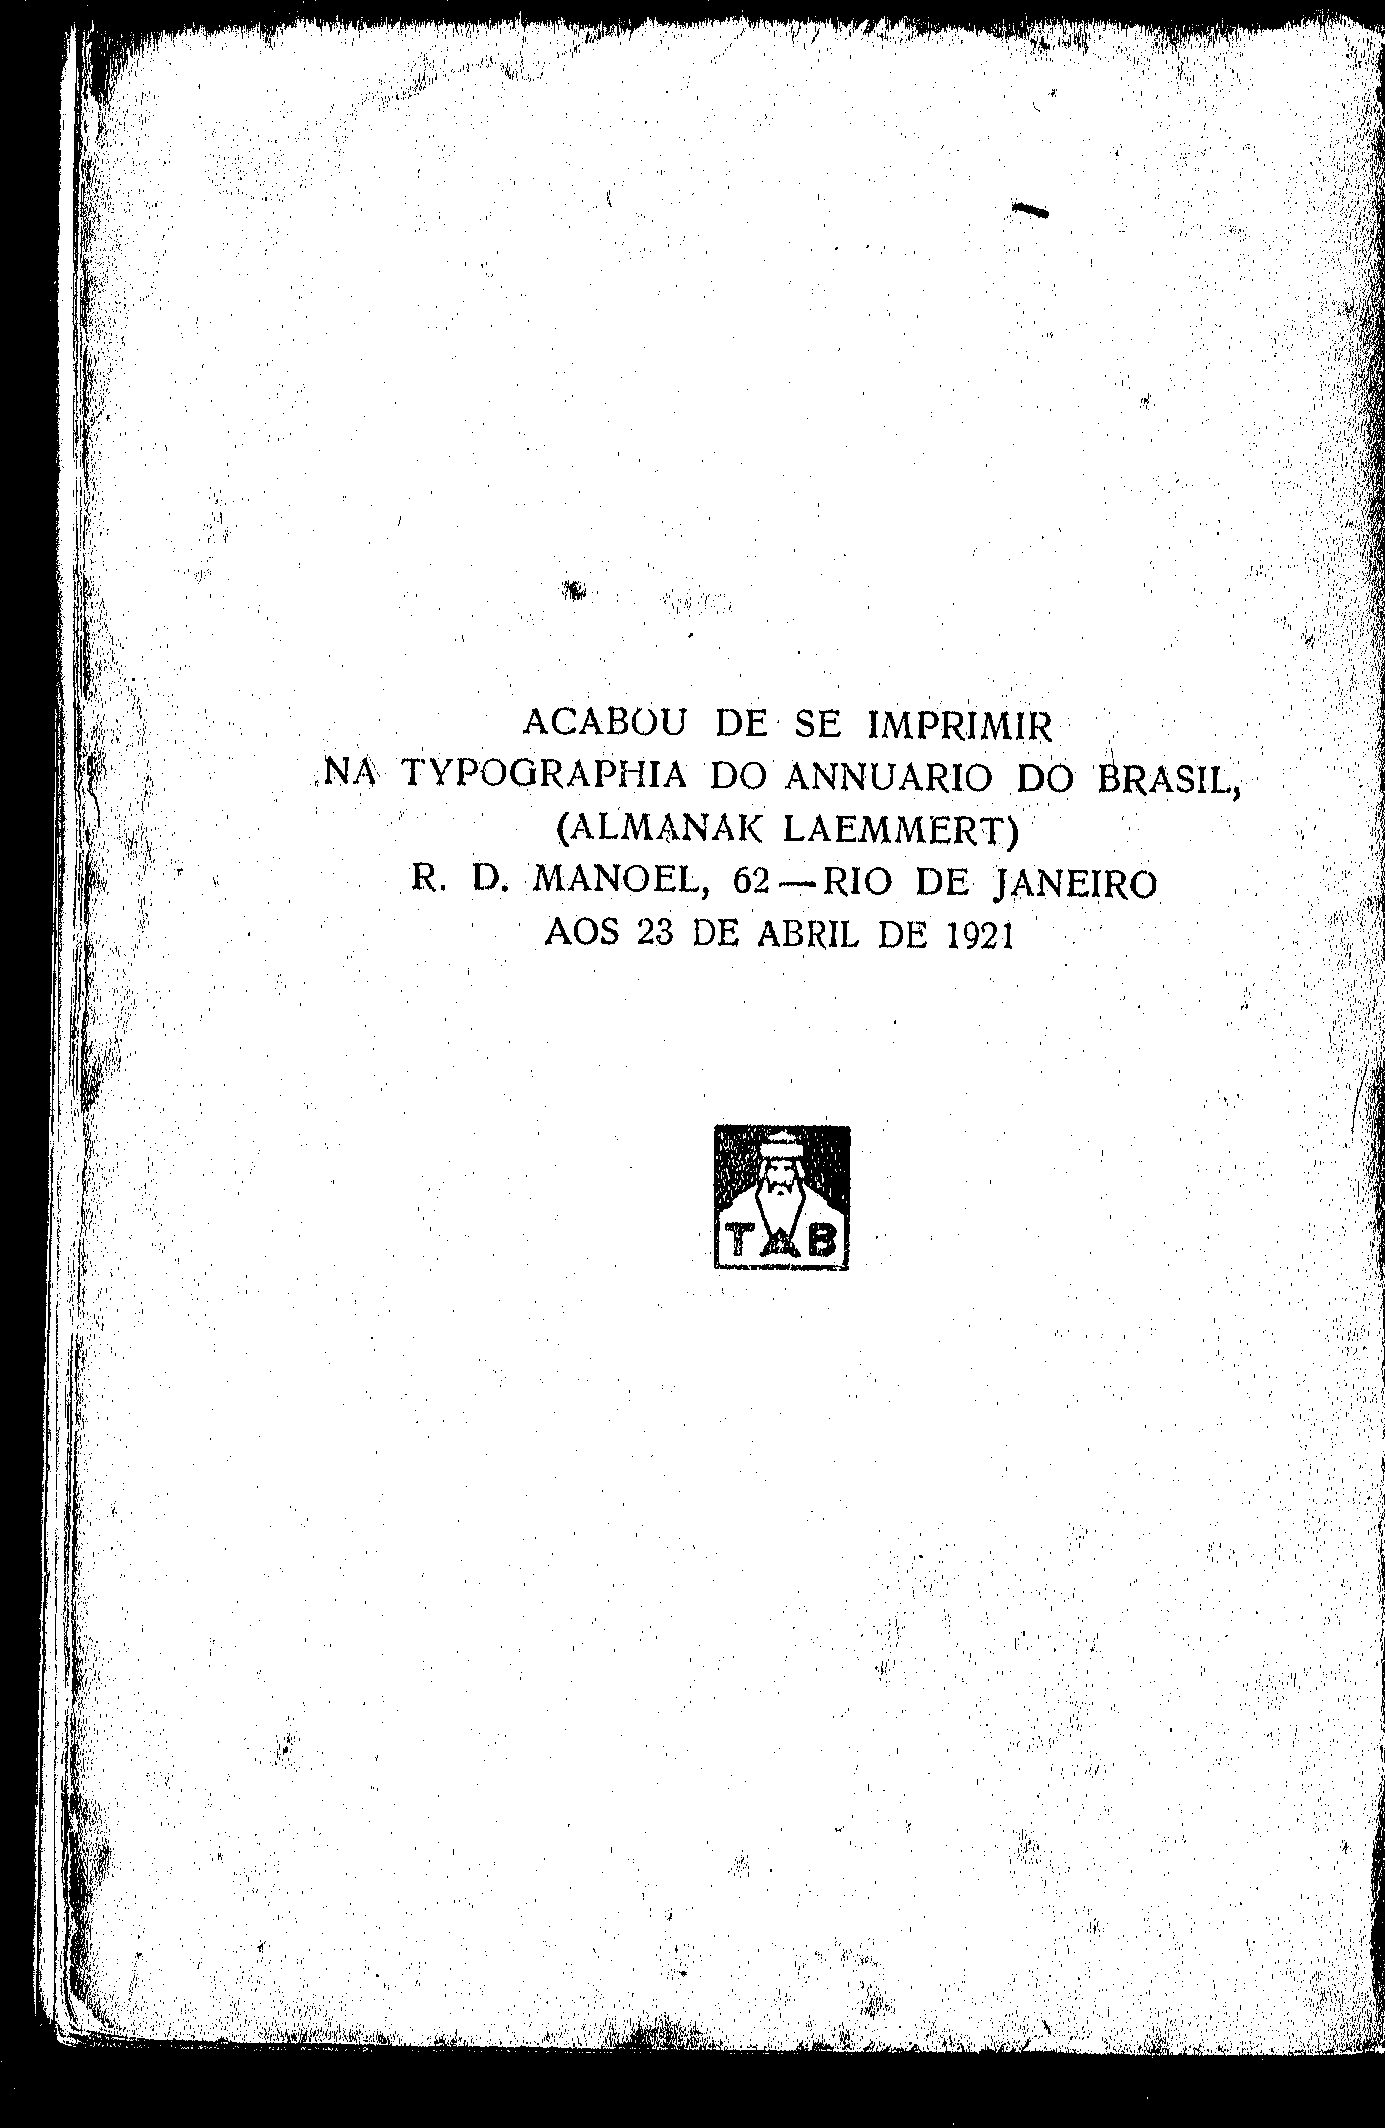 ACABOU DE SE IMPRIMIR
NA TYPOGRAPHIA DO ANNUARIO DO BRASIL,
(ALMANAK LAEMMERT)
R. D. MANOEL, 62—RIO DE JANEIRO
AOS 23 DE ABRIL DE 1921
TAB